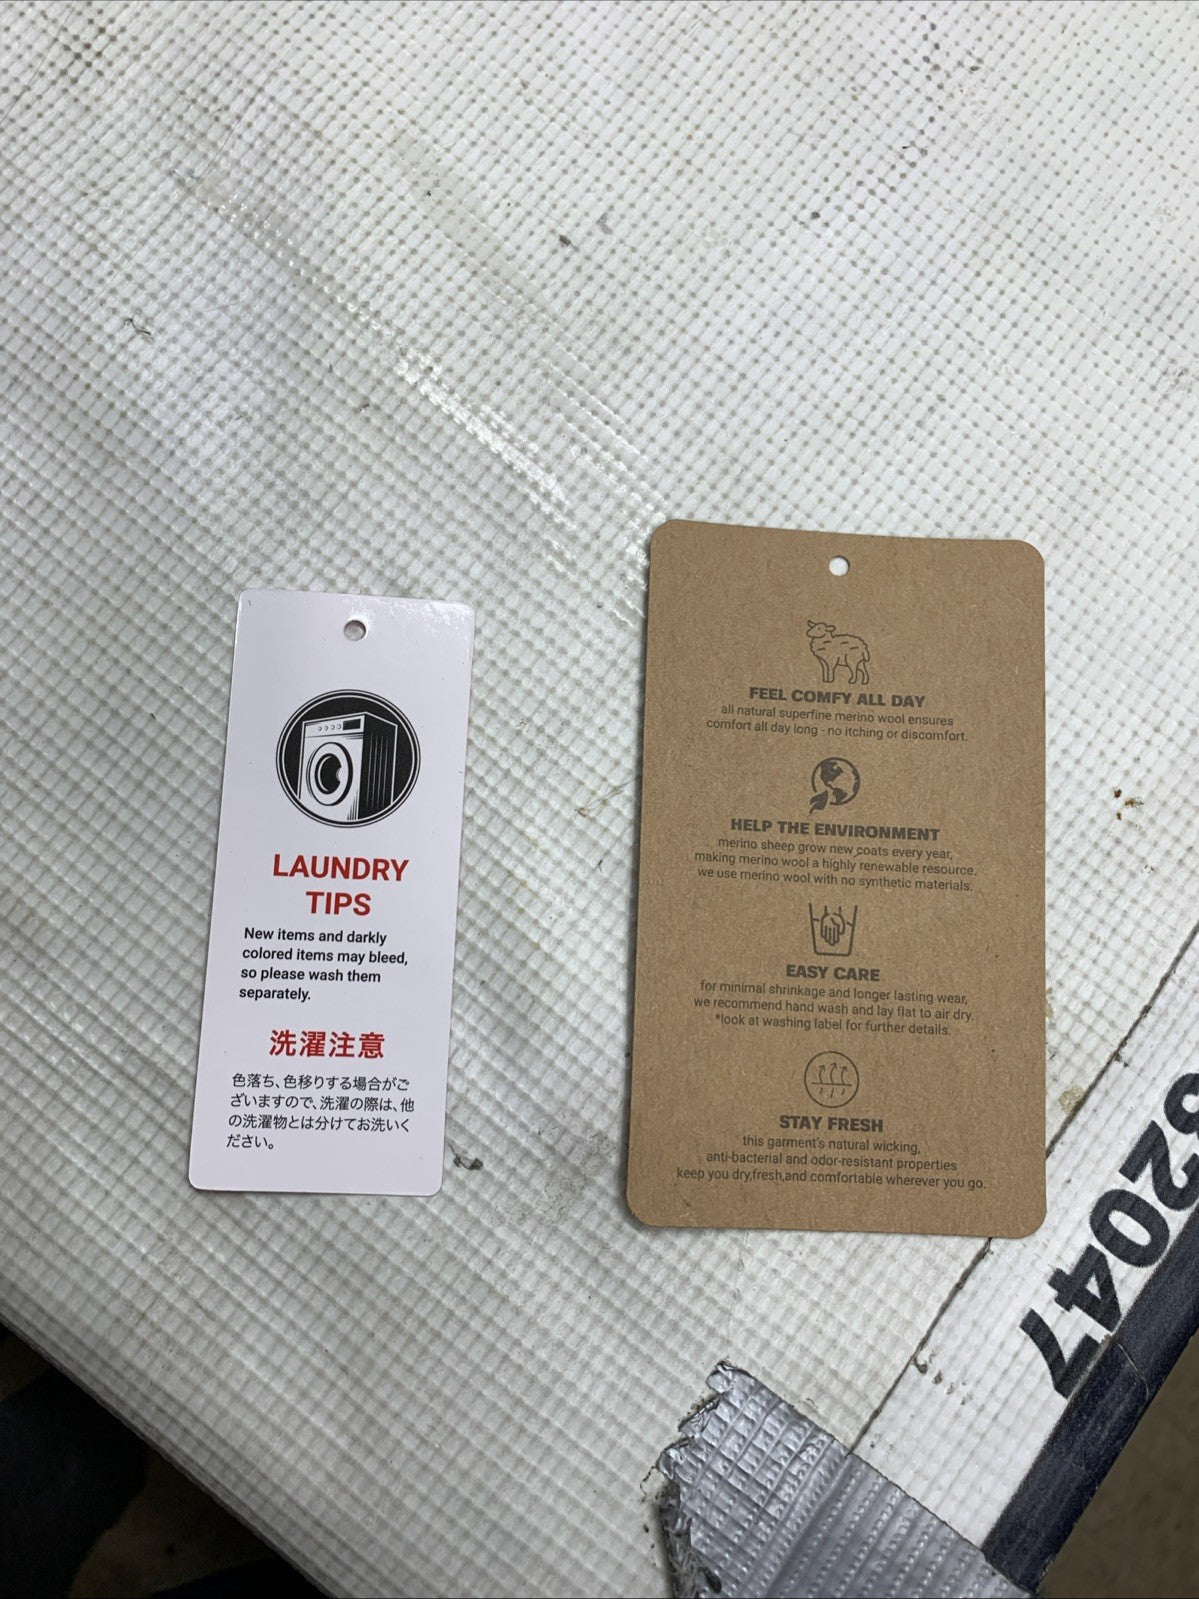 LAUNDRY
TIPS
New items and darkly
colored items may bleed,
so please wash them
separately.
洗濯注意
色落ち、色移りする場合がご
ざいますので、洗濯の際は、他
の洗濯物とは分けてお洗いく
ださい。
FEEL COMFY ALL DAY
all natural superfine merino wool ensures
comfort all day long - no itching or discomfort.
HELP THE ENVIRONMENT
merino sheep grow new coats every year,
making merino wool a highly renewable resource.
we use merino wool with no synthetic materials.
EASY CARE
for minimal shrinkage and longer lasting wear,
we recommend hand wash and lay flat to air dry.
*look at washing label for further details.
STAY FRESH
this garment's natural wicking,
anti-bacterial and odor-resistant properties
keep you dry,fresh,and comfortable wherever you go.
62047